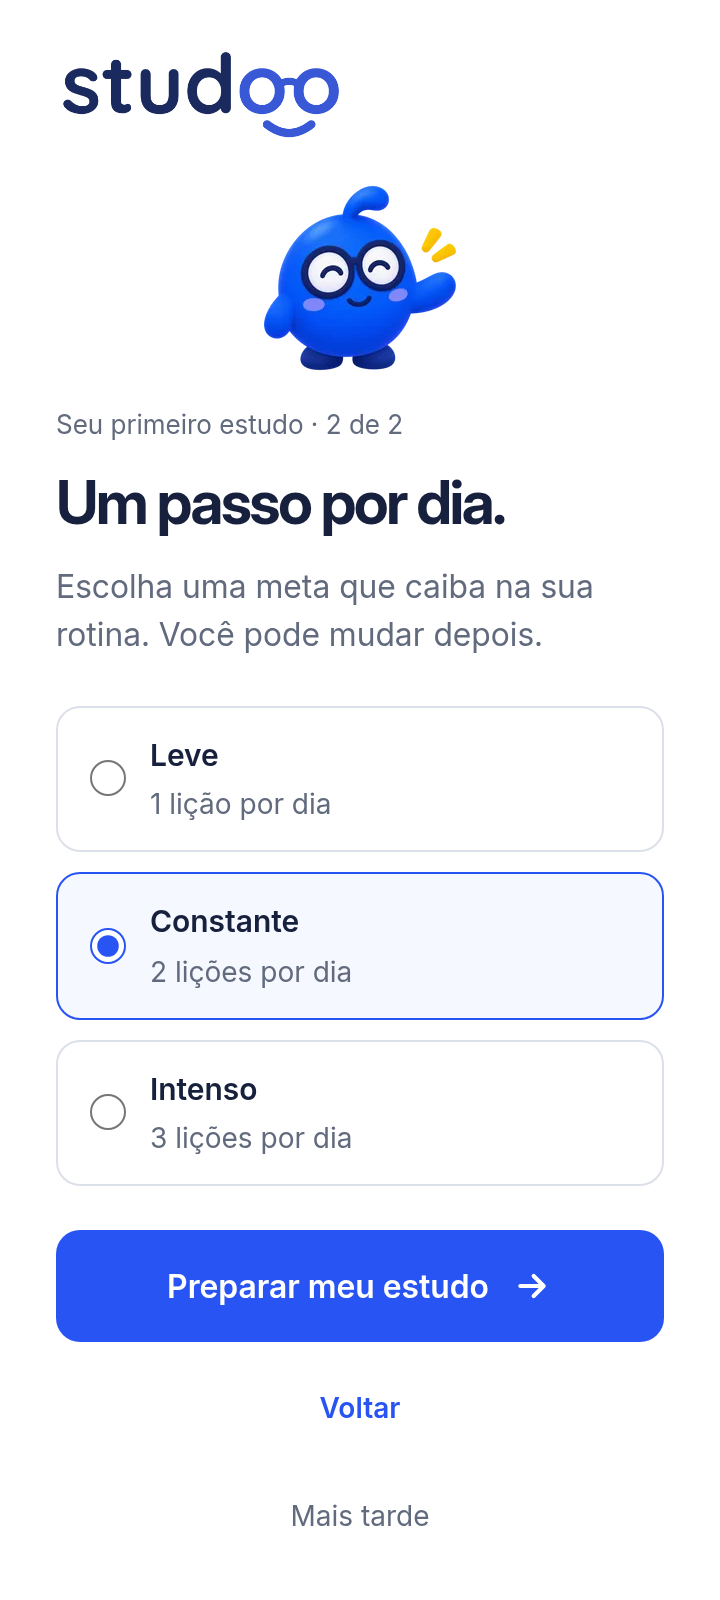 studoo
Seu primeiro estudo · 2 de 2
Um passo por dia.
Escolha uma meta que caiba na sua
rotina. Você pode mudar depois.
Leve
1 lição por dia
Constante
2 lições por dia
Intenso
3 lições por dia
Preparar meu estudo →
Voltar
Mais tarde